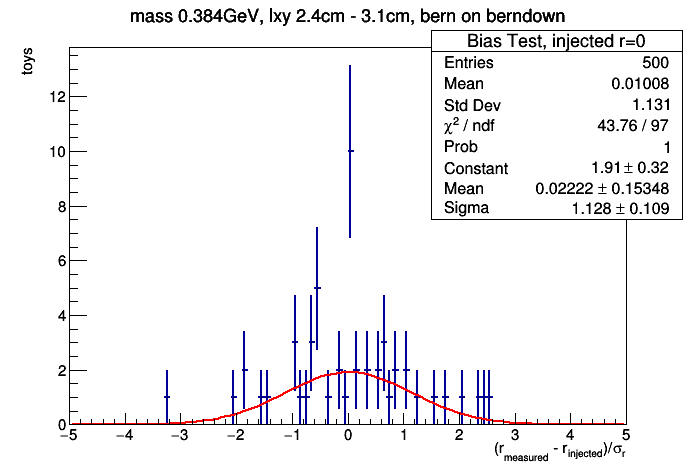 mass 0.384GeV, lxy 2.4cm - 3.1cm, bern on berndown
Bias Test, injected r=0
Entries 500
Mean 0.01008
Std Dev 1.131
χ² / ndf 43.76 / 97
Prob 1
Constant 1.91 ± 0.32
Mean 0.02222 ± 0.15348
Sigma 1.128 ± 0.109
toys
12
10
8
6
4
2
0
−5 −4 −3 −2 −1 0 1 2 3 4 5
(r_measured - r_injected)/σ_r